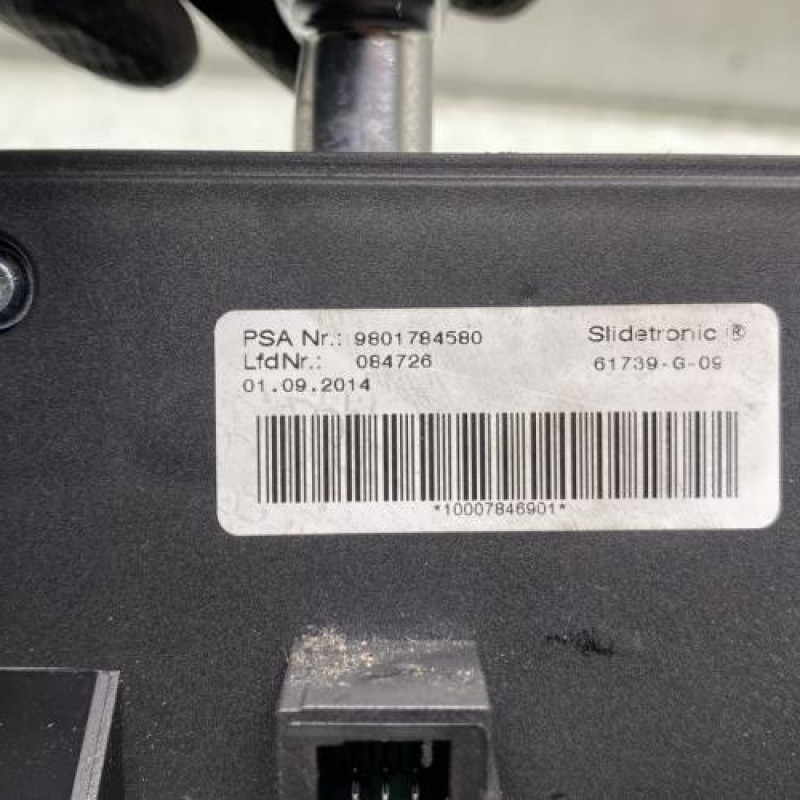 PSA Nr.: 9801784580 Slidetronic ®
LfdNr.: 084726 61739-G-09
01.09.2014
*10007846901*